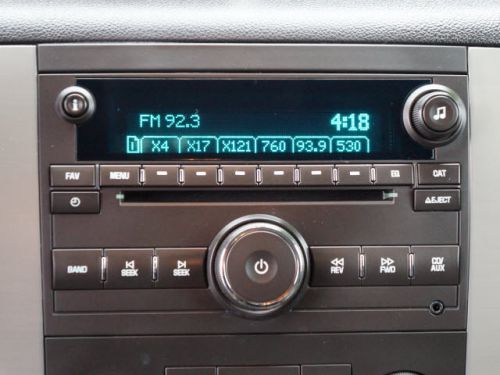 FM 92.3 4:18
1 X4 X17 X121 760 93.9 530
FAV MENU EQ CAT
EJECT
BAND SEEK SEEK REV FWD CD/
AUX